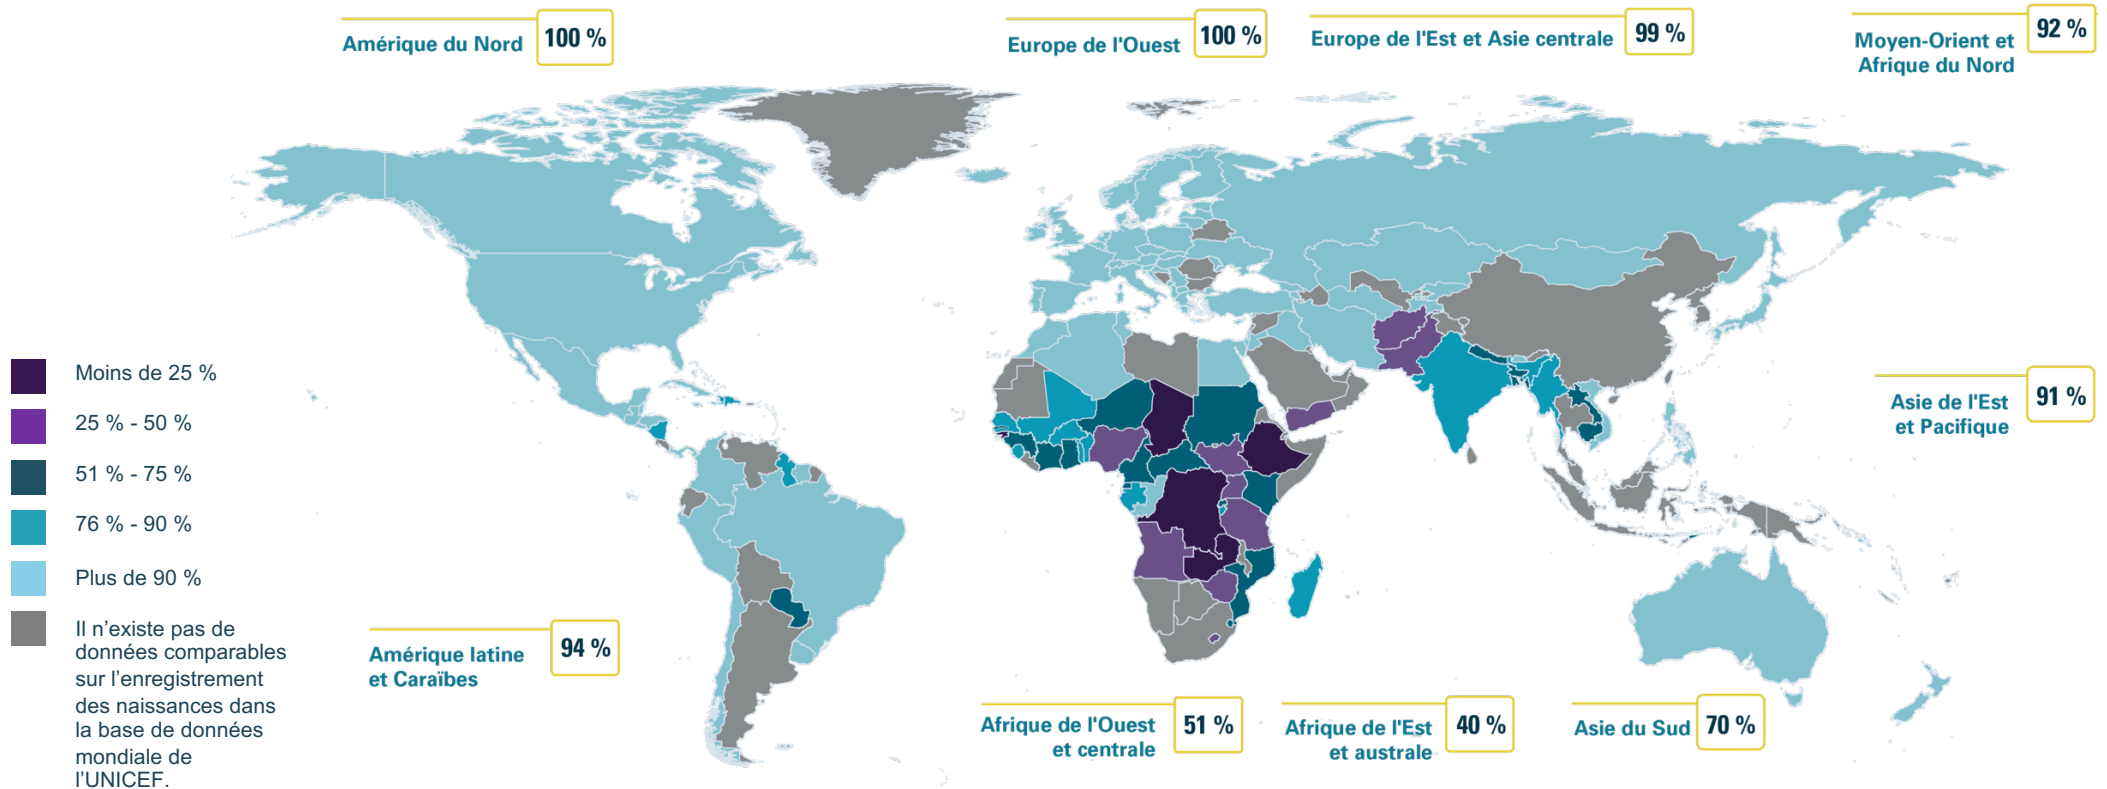 Amérique du Nord
100 %
Europe de l'Ouest
100 %
Europe de l'Est et Asie centrale
99 %
Moyen-Orient et
Afrique du Nord
92 %
Moins de 25 %
25 % - 50 %
51 % - 75 %
76 % - 90 %
Plus de 90 %
Il n'existe pas de
données comparables
sur l'enregistrement
des naissances dans
la base de données
mondiale de
l'UNICEF.
Asie de l'Est
et Pacifique
91 %
Amérique latine
et Caraïbes
94 %
Afrique de l'Ouest
et centrale
51 %
Afrique de l'Est
et australe
40 %
Asie du Sud
70 %